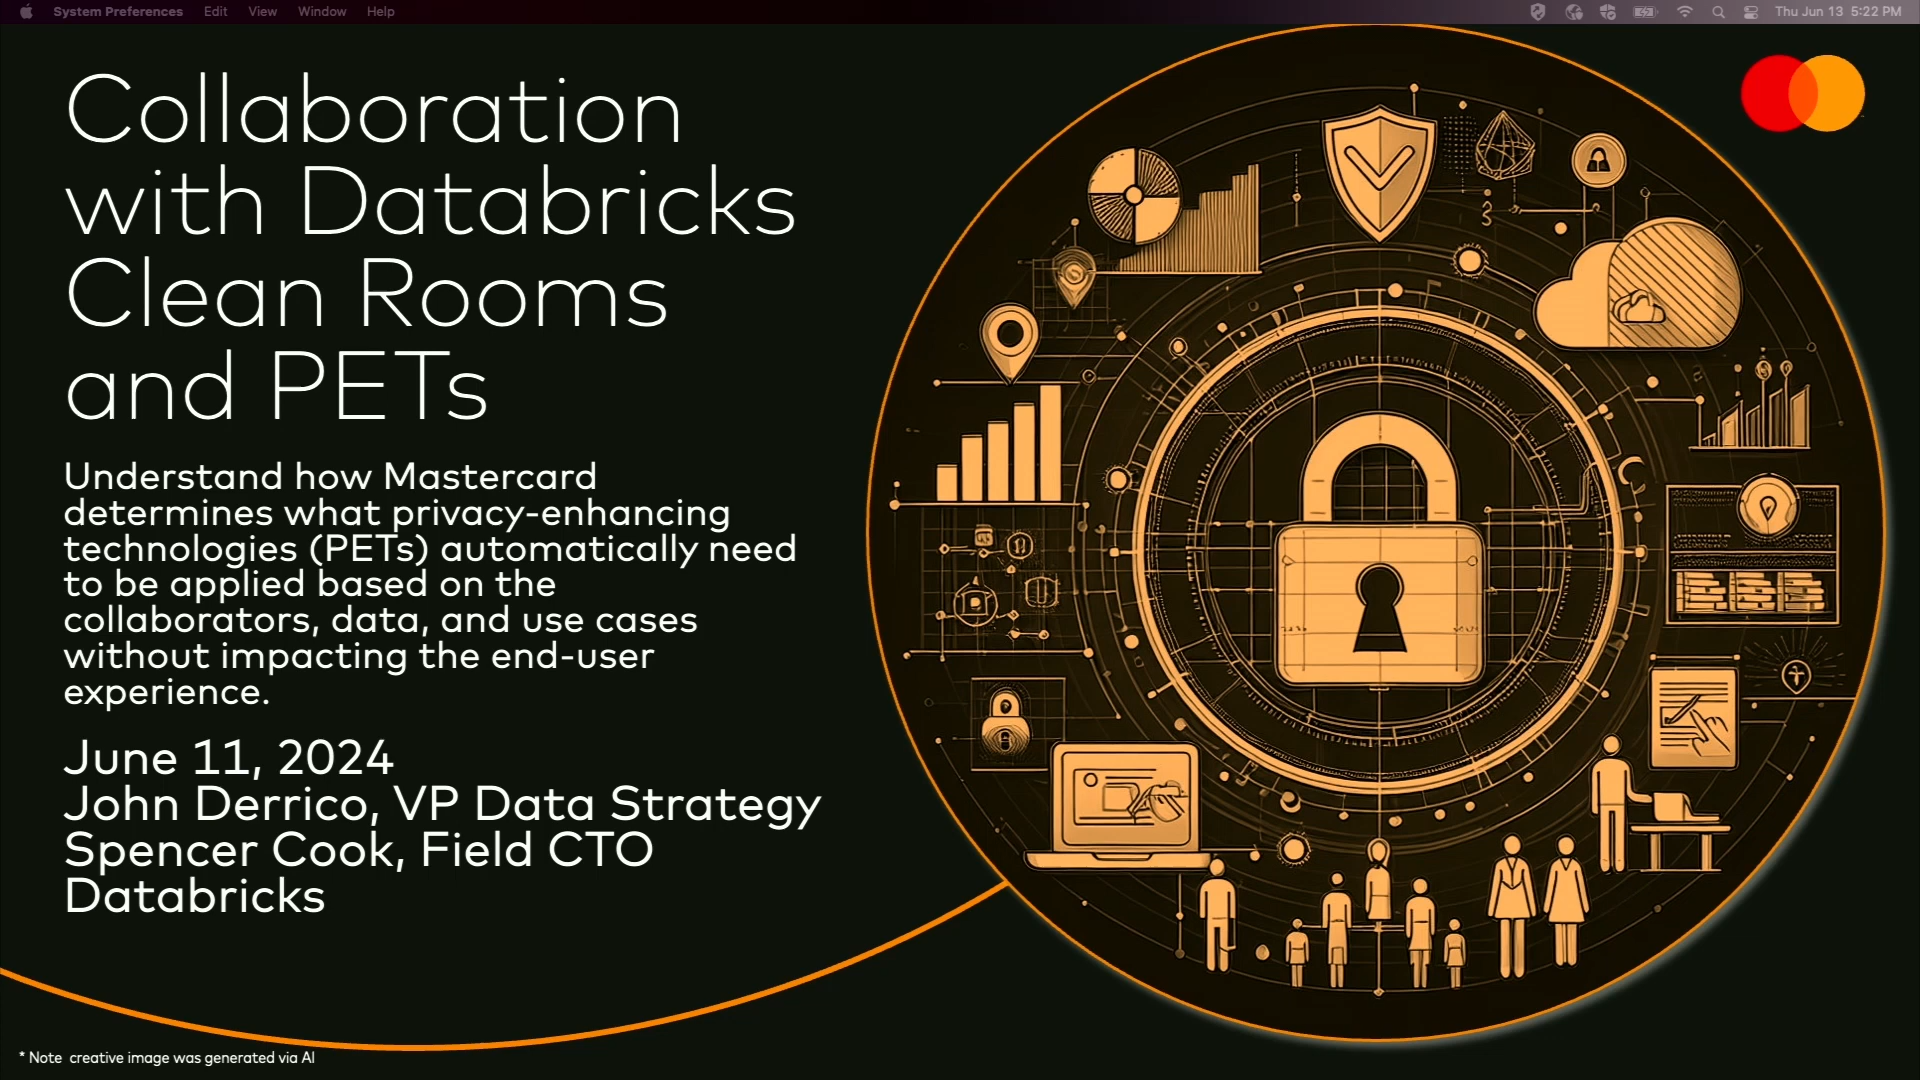 System Preferences Edit View Window Help
Thu Jun 13 5:22 PM
Collaboration
with Databricks
Clean Rooms
and PETs
Understand how Mastercard
determines what privacy-enhancing
technologies (PETs) automatically need
to be applied based on the
collaborators, data, and use cases
without impacting the end-user
experience.
June 11, 2024
John Derrico, VP Data Strategy
Spencer Cook, Field CTO
Databricks
* Note creative image was generated via AI